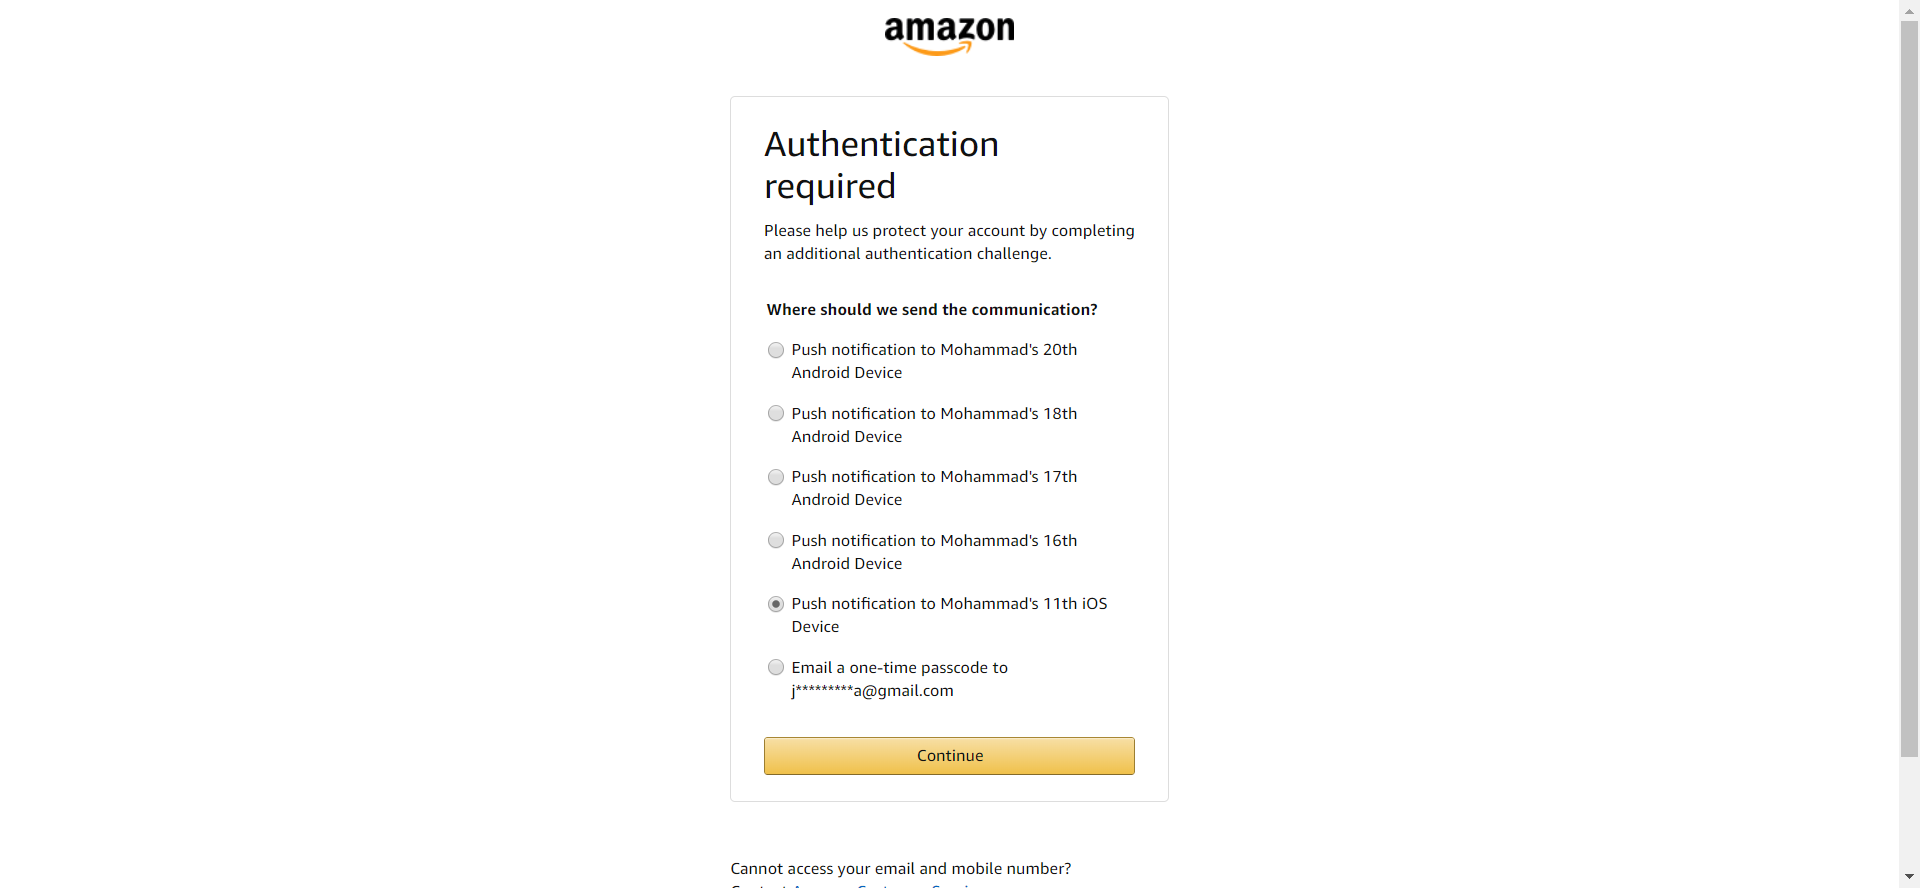 amazon
Authentication
required
Please help us protect your account by completing
an additional authentication challenge.
Where should we send the communication?
Push notification to Mohammad's 20th
Android Device
Push notification to Mohammad's 18th
Android Device
Push notification to Mohammad's 17th
Android Device
Push notification to Mohammad's 16th
Android Device
Push notification to Mohammad's 11th iOS
Device
Email a one-time passcode to
j*********a@gmail.com
Continue
Cannot access your email and mobile number?